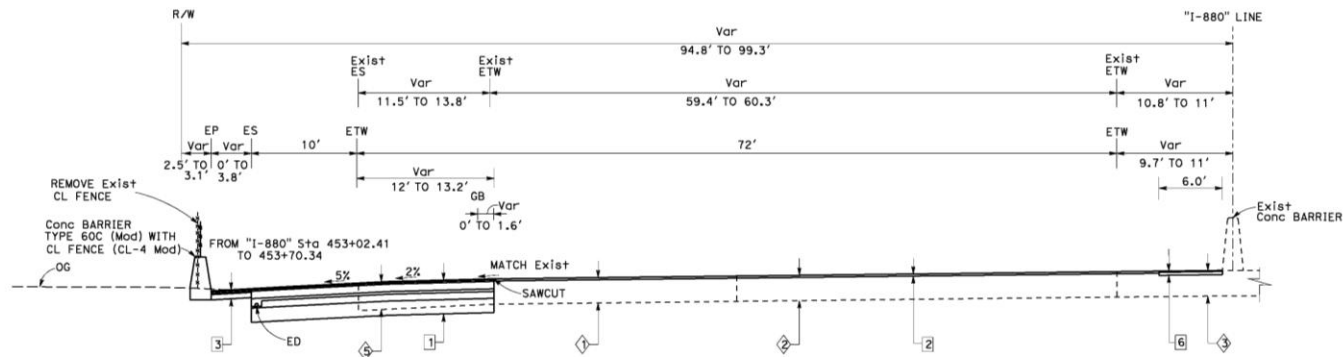 R/W
"I-880" LINE
Var
94.8' TO 99.3'
Exist
ES
Exist
ETW
Exist
ETW
Var
11.5' TO 13.8'
Var
59.4' TO 60.3'
Var
10.8' TO 11'
EP
ES
ETW
ETW
Var
2.5' TO
3.1'
Var
0' TO
3.8'
10'
72'
Var
9.7' TO 11'
Var
12' TO 13.2'
6.0'
GB
Var
0' TO 1.6'
REMOVE Exist
CL FENCE
Exist
Conc BARRIER
Conc BARRIER
TYPE 60C (Mod) WITH
CL FENCE (CL-4 Mod)
FROM "I-880" Sta 453+02.41
TO 453+70.34
OG
5%
2%
MATCH Exist
SAWCUT
ED
3
5
1
1
2
2
6
3